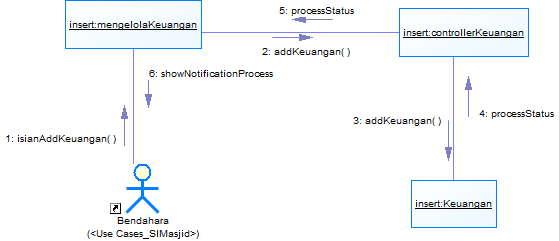 5: processStatus
insert:mengelolaKeuangan
insert:controllerKeuangan
2: addKeuangan( )
6: showNotificationProcess
4: processStatus
3: addKeuangan( )
1: isianAddKeuangan( )
insert:Keuangan
Bendahara
(<Use Cases_SIMasjid>)